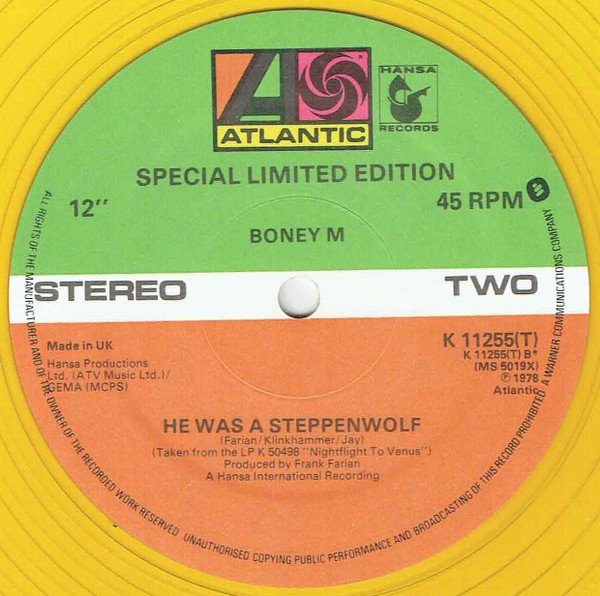 ATLANTIC
HANSA
RECORDS
SPECIAL LIMITED EDITION
12"
45 RPM
BONEY M
STEREO
TWO
Made in UK
Hansa Productions
Ltd. (ATV Music Ltd.)/
GEMA (MCPS)
K 11255(T)
K 11255(T) B*
(MS 5019X)
℗ 1978
Atlantic
HE WAS A STEPPENWOLF
(Farian/Klinkhammer/Jay)
(Taken from the LP K 50498 "Nightflight To Venus")
Produced by Frank Farian
A Hansa International Recording
ALL RIGHTS OF THE MANUFACTURER AND OF THE OWNER OF THE RECORDED WORK RESERVED UNAUTHORISED COPYING PUBLIC PERFORMANCE AND BROADCASTING OF THIS RECORD PROHIBITED A WARNER COMMUNICATIONS COMPANY